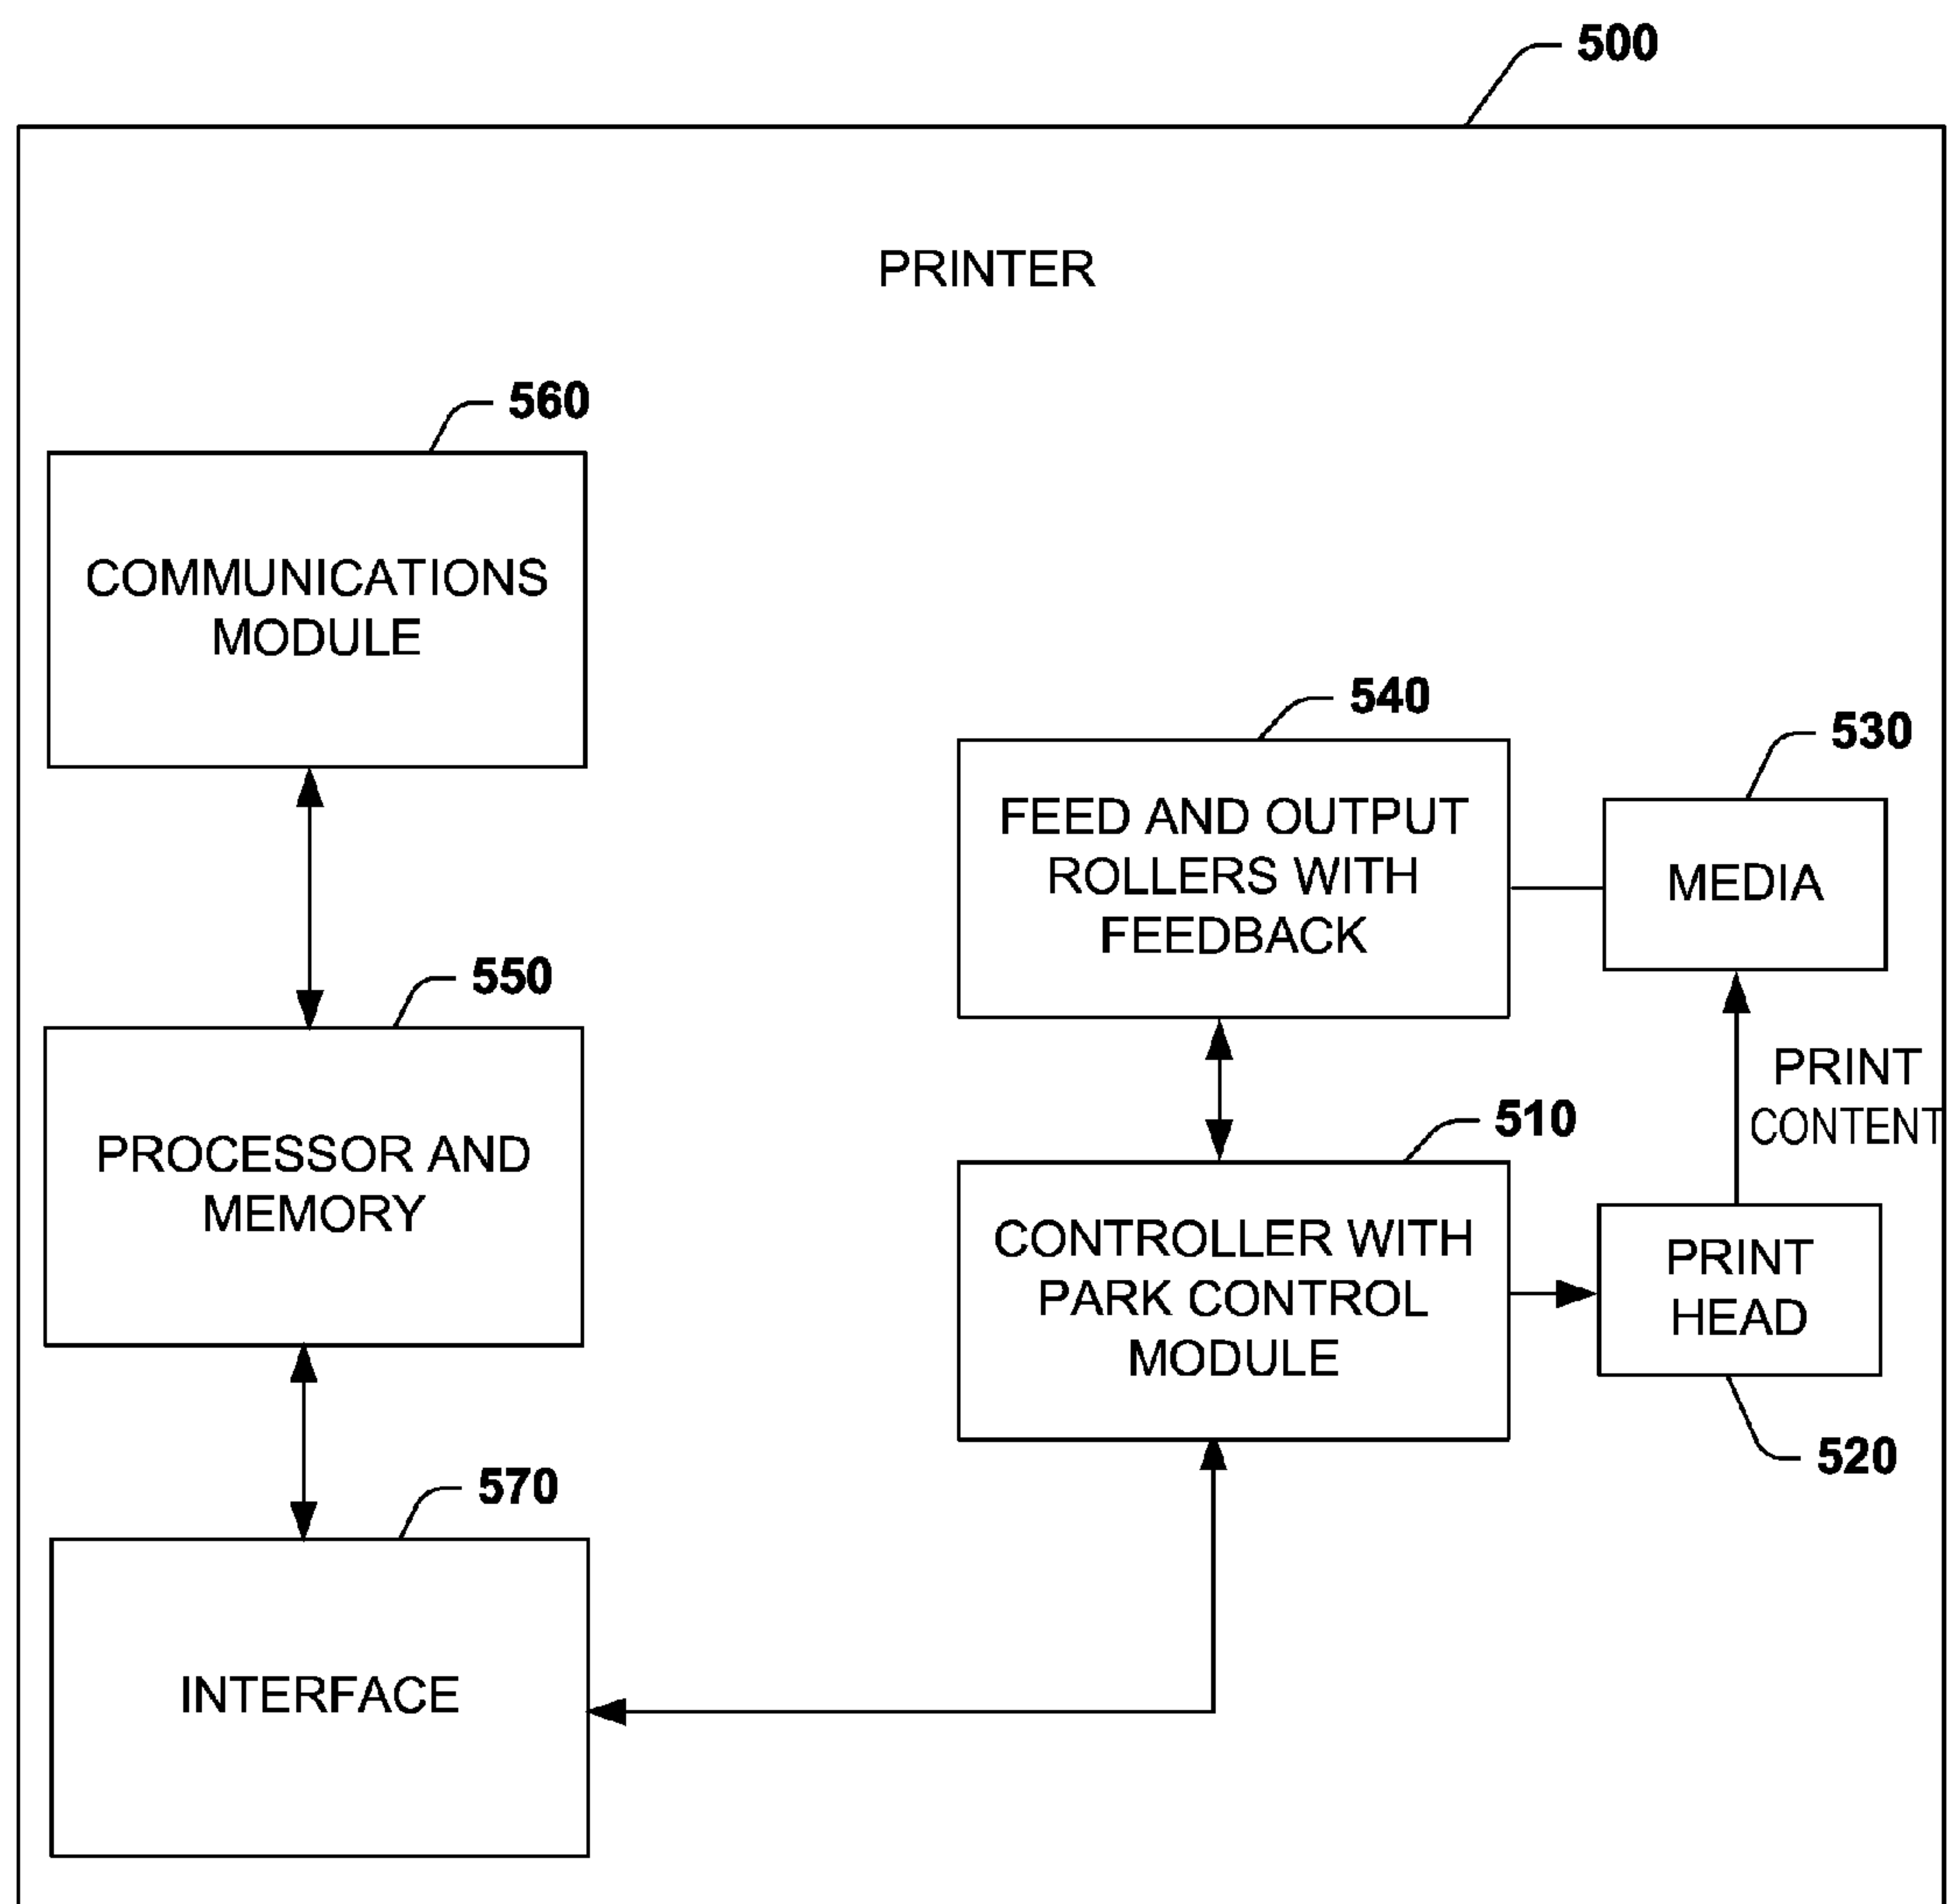 500
PRINTER
560
COMMUNICATIONS
MODULE
540
530
FEED AND OUTPUT
ROLLERS WITH
FEEDBACK
MEDIA
550
PROCESSOR AND
MEMORY
PRINT
CONTENT
510
CONTROLLER WITH
PARK CONTROL
MODULE
PRINT
HEAD
520
570
INTERFACE